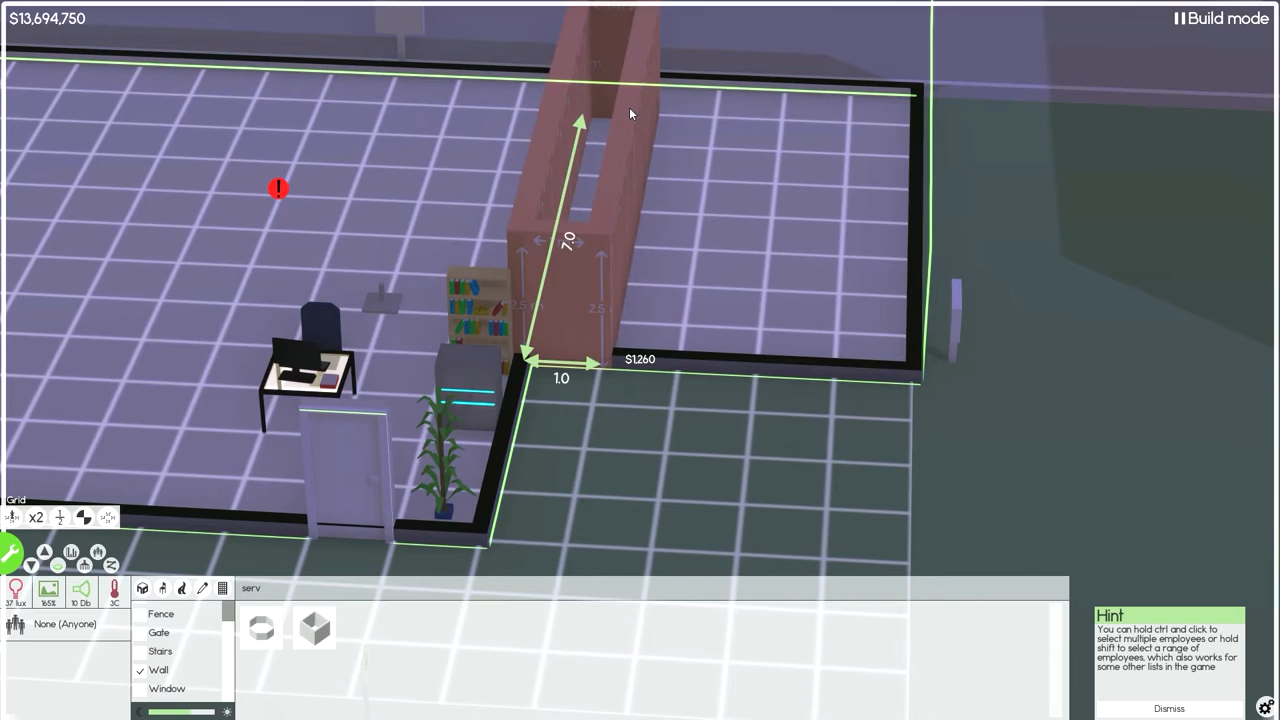 $13,694,750
Build mode
!
7.0
2.5
2.5
$1260
1.0
Grid
x2
serv
37 lux
165%
10 Db
3C
None (Anyone)
Fence
Gate
Stairs
Wall
Window
Hint
You can hold ctrl and click to
select multiple employees or hold
shift to select a range of
employees, which also works for
some other lists in the game
Dismiss